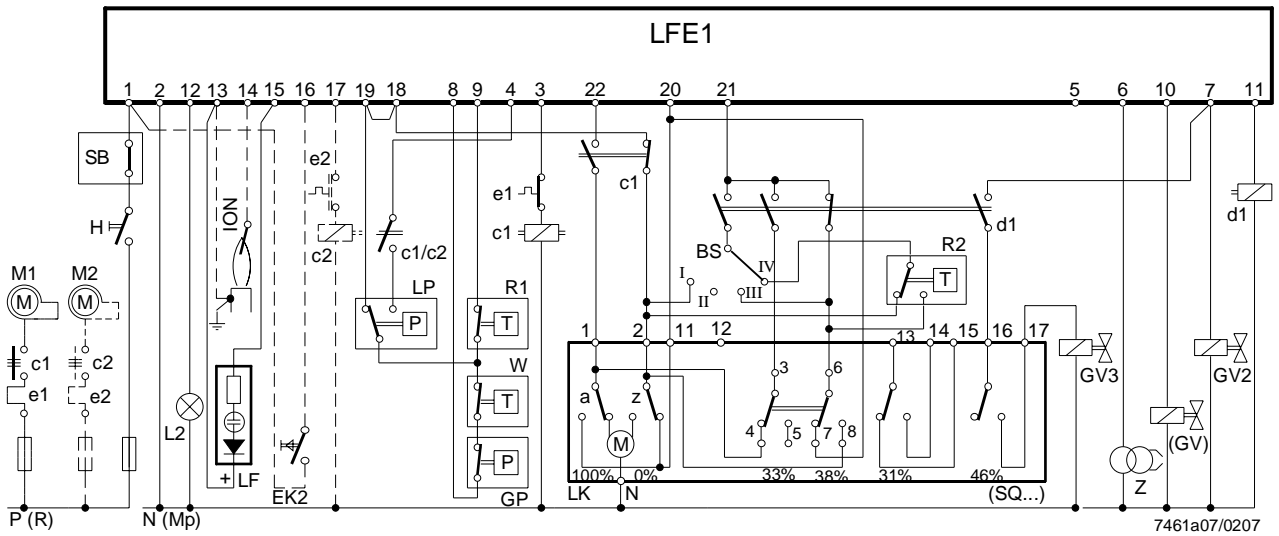 LFE1
1 2 12 13 14 15 16 17 19 18 8 9 4 3 22 20 21 5 6 10 7 11
SB
H
ION
e2
c2
c1/c2
e1
c1
c1
d1
d1
BS
I
II
III
IV
R2
T
M1
M2
M
M
c1
c2
e1
e2
L2
+ LF
EK2
LP
P
R1
T
W
T
P
GP
1 2 11 12 13 14 15 16 17
a
z
M
3
6
4
5
7
8
100% 0% 33% 38% 31% 46%
LK N (SQ...)
GV3
GV2
(GV)
Z
P (R) N (Mp)
7461a07/0207